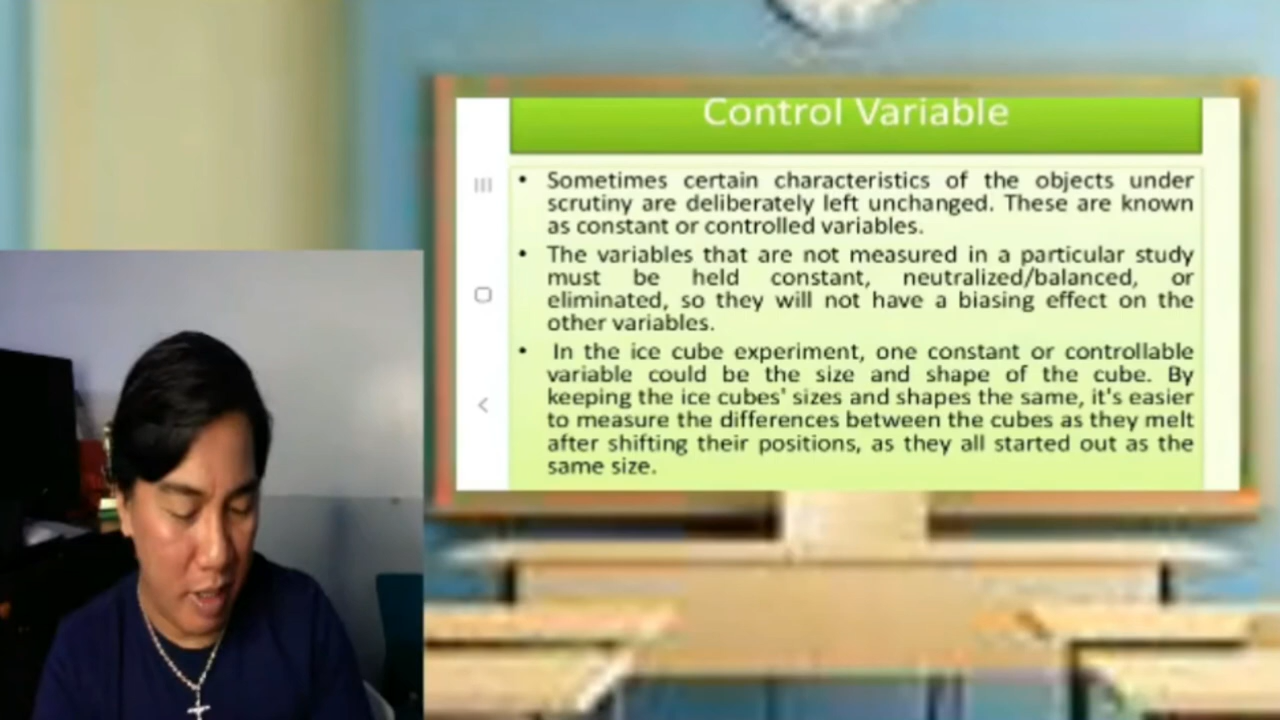 Control Variable
• Sometimes certain characteristics of the objects under
scrutiny are deliberately left unchanged. These are known
as constant or controlled variables.
• The variables that are not measured in a particular study
must be held constant, neutralized/balanced, or
eliminated, so they will not have a biasing effect on the
other variables.
• In the ice cube experiment, one constant or controllable
variable could be the size and shape of the cube. By
keeping the ice cubes' sizes and shapes the same, it's easier
to measure the differences between the cubes as they melt
after shifting their positions, as they all started out as the
same size.